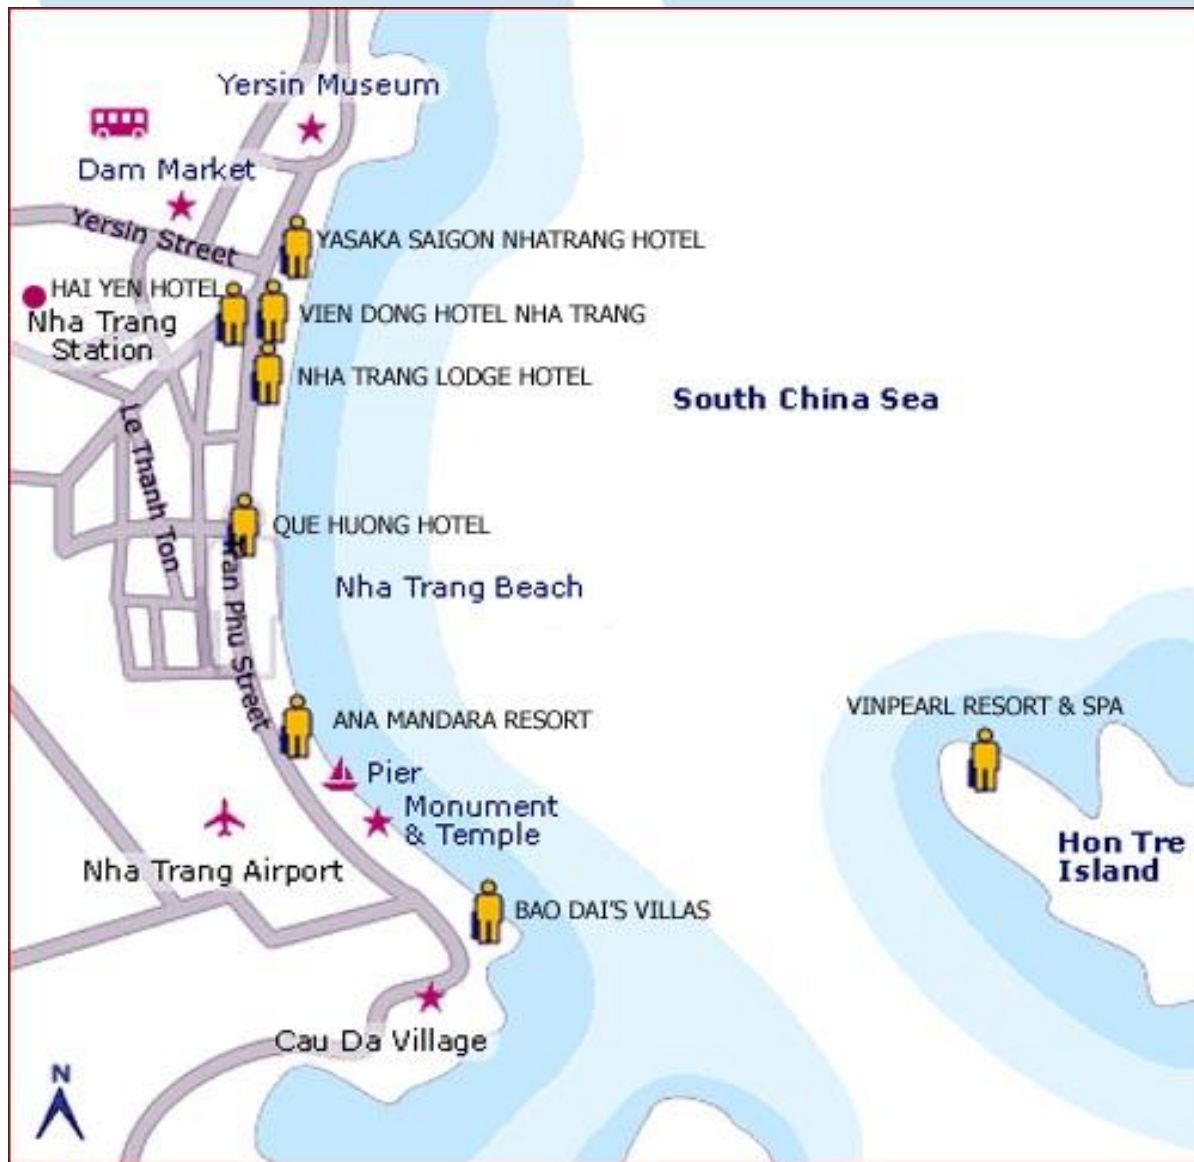 Yersin Museum
Dam Market
Yersin Street
YASAKA SAIGON NHATRANG HOTEL
HAI YEN HOTEL
VIEN DONG HOTEL NHA TRANG
Nha Trang
Station
NHA TRANG LODGE HOTEL
South China Sea
Le Thanh Ton
QUE HUONG HOTEL
Tran Phu Street
Nha Trang Beach
ANA MANDARA RESORT
VINPEARL RESORT & SPA
Pier
Monument
& Temple
Hon Tre
Island
Nha Trang Airport
BAO DAI'S VILLAS
Cau Da Village
N